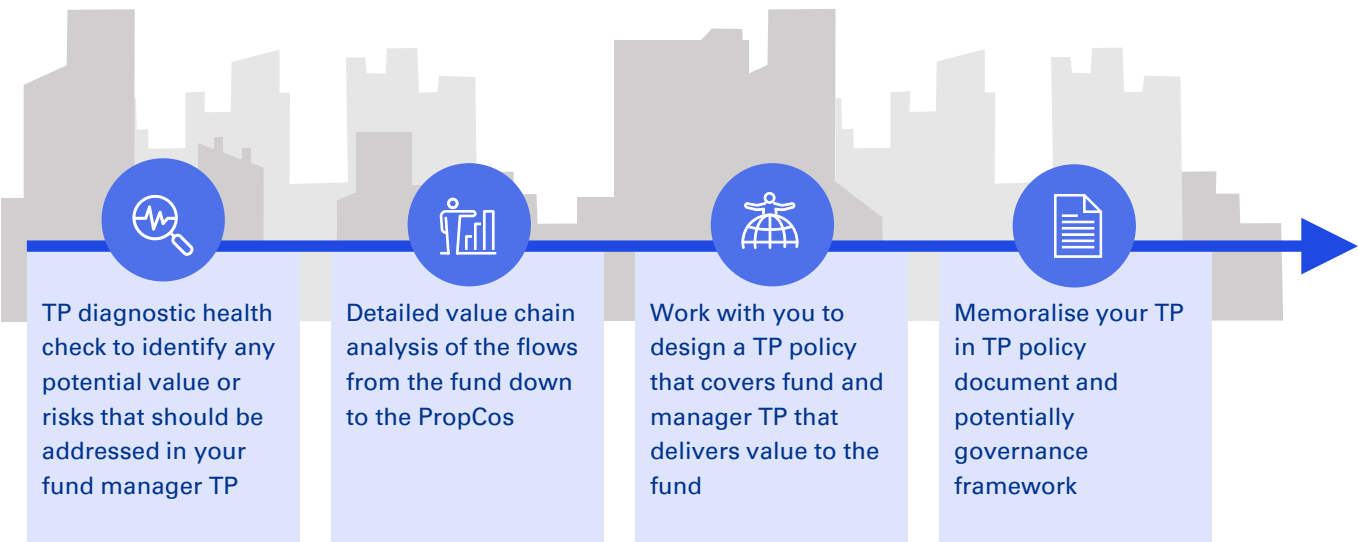 TP diagnostic health
check to identify any
potential value or
risks that should be
addressed in your
fund manager TP
Detailed value chain
analysis of the flows
from the fund down
to the PropCos
Work with you to
design a TP policy
that covers fund and
manager TP that
delivers value to the
fund
Memoralise your TP
in TP policy
document and
potentially
governance
framework